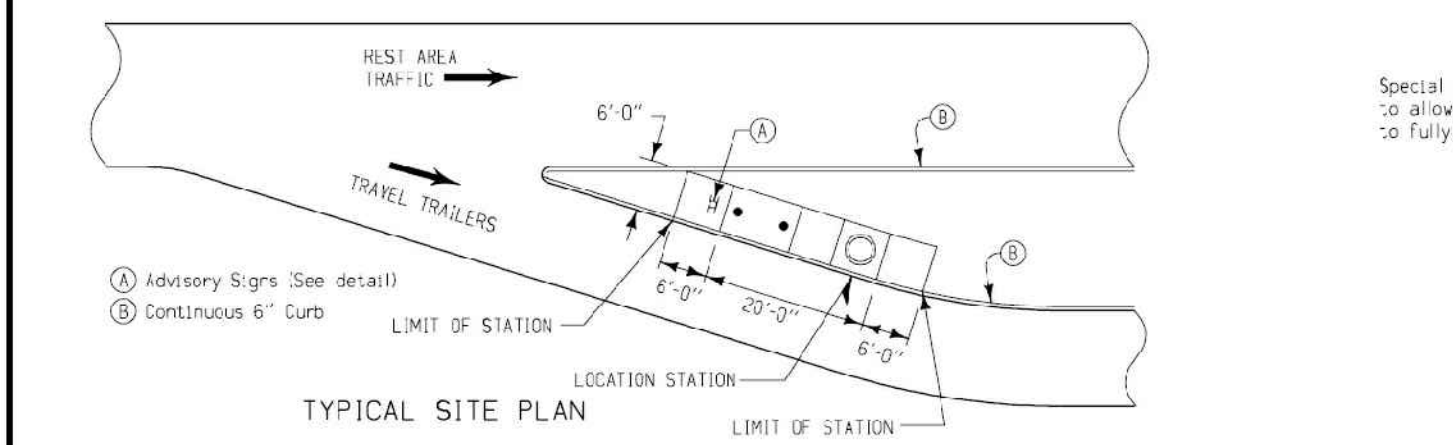 REST AREA
TRAFFIC
6'-0"
A
B
Special
to allow
to fully
TRAVEL TRAILERS
B
A Advisory Signs (See detail)
B Continuous 6" Curb
6'-0"
20'-0"
6'-0"
LIMIT OF STATION
LOCATION STATION
TYPICAL SITE PLAN
LIMIT OF STATION